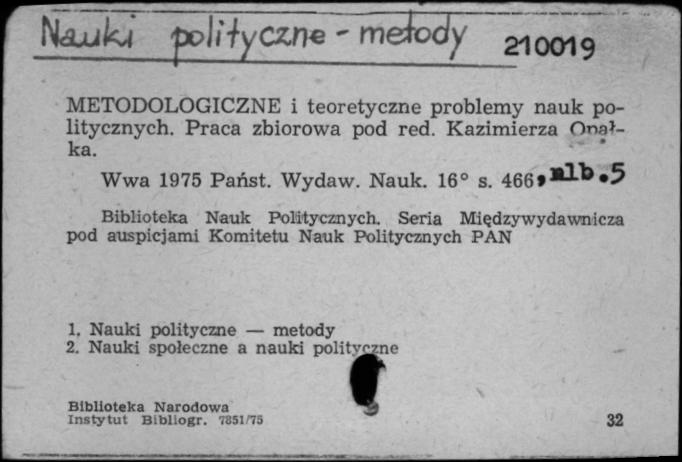 Nauki polityczne - metody 210019
METODOLOGICZNE i teoretyczne problemy nauk po-
litycznych. Praca zbiorowa pod red. Kazimierza Opał-
ka.
Wwa 1975 Państ. Wydaw. Nauk. 16° s. 466, nlb. 5
Biblioteka Nauk Politycznych. Seria Międzywydawnicza
pod auspicjami Komitetu Nauk Politycznych PAN
1. Nauki polityczne — metody
2. Nauki społeczne a nauki polityczne
Biblioteka Narodowa
Instytut Bibliogr. 7851/75 32